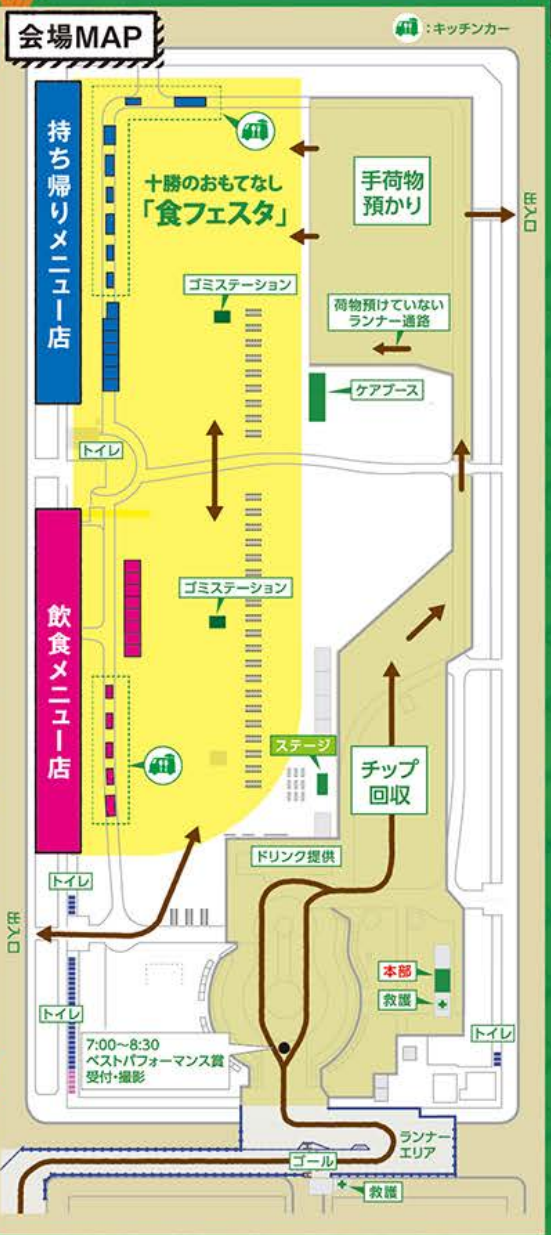 会場MAP
:キッチンカー
持ち帰りメニュー店
十勝のおもてなし
「食フェスタ」
手荷物
預かり
出入口
ゴミステーション
荷物預けていない
ランナー通路
ケアブース
トイレ
飲食メニュー店
ゴミステーション
ステージ
チップ
回収
ドリンク提供
トイレ
出入口
本部
救護
トイレ
7:00〜8:30
ベストパフォーマンス賞
受付・撮影
トイレ
ランナー
エリア
ゴール
救護